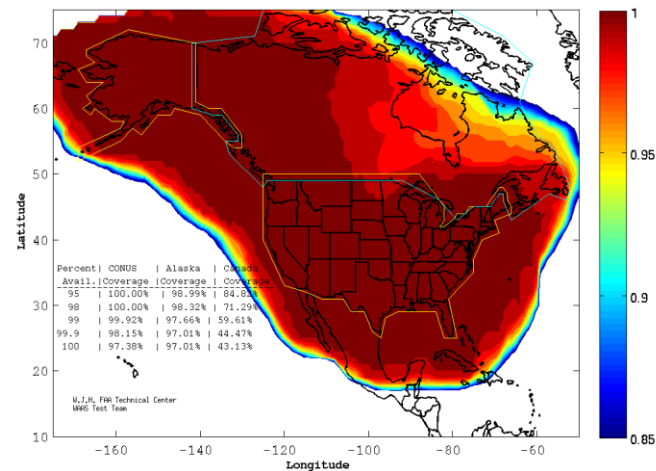 70
60
50
40
30
20
10
Latitude
Percent| CONUS | Alaska | Canada
Avail.|Coverage |Coverage | Coverage
95 | 100.00% | 98.99% | 84.82%
98 | 100.00% | 98.32% | 71.29%
99 | 99.92% | 97.66% | 59.61%
99.9 | 98.15% | 97.01% | 44.47%
100 | 97.38% | 97.01% | 43.13%
W.J.H. FAA Technical Center
WAAS Test Team
-160 -140 -120 -100 -80 -60
Longitude
1
0.95
0.9
0.85